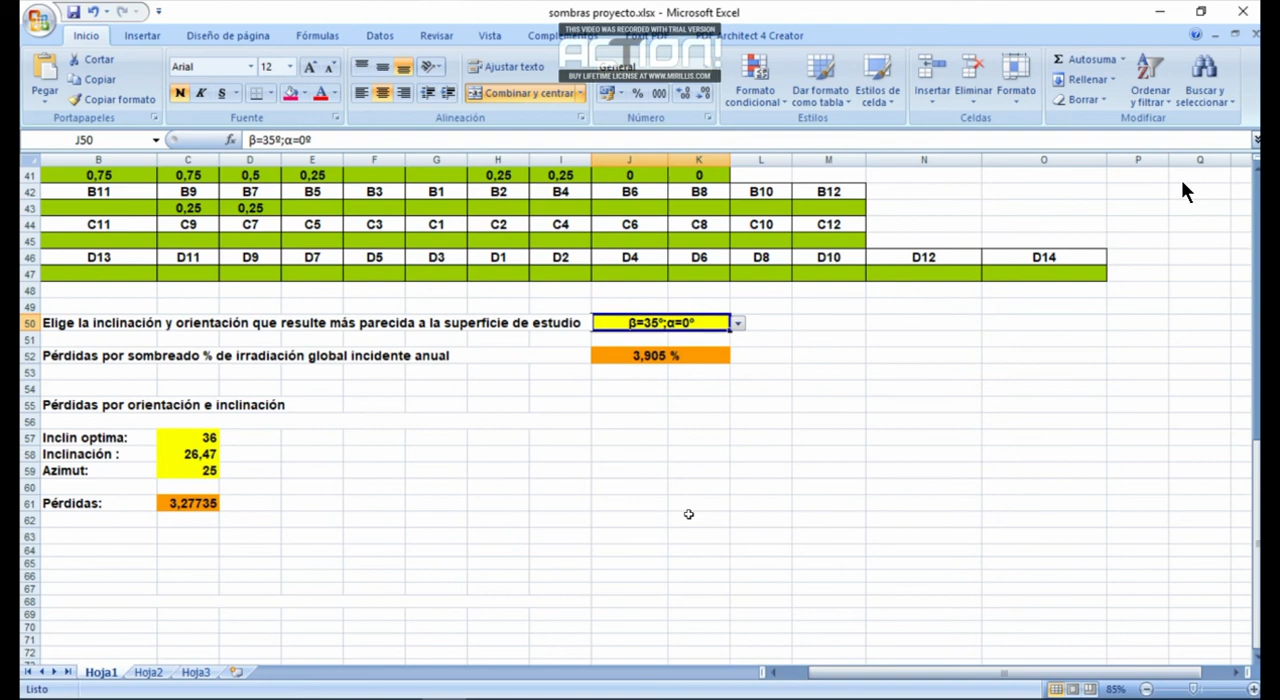 sombras proyecto.xlsx - Microsoft Excel
THIS VIDEO WAS RECORDED WITH TRIAL VERSION
ACTION!
BUY LIFETIME LICENSE AT WWW.MIRILLIS.COM
Inicio Insertar Diseño de página Fórmulas Datos Revisar Vista Architect 4 Creator
Pegar Cortar Copiar Copiar formato
Portapapeles
Arial 12
N K S
Fuente
Ajustar texto
Combinar y centrar
Alineación
General
% 000
Número
Formato condicional Dar formato como tabla Estilos de celda
Estilos
Insertar Eliminar Formato
Celdas
Σ Autosuma Rellenar Borrar
Ordenar y filtrar Buscar y seleccionar
Modificar
J50 fx β=35º;α=0º
B C D E F G H I J K L M N O P Q
41 0,75 0,75 0,5 0,25 0,25 0,25 0 0
42 B11 B9 B7 B5 B3 B1 B2 B4 B6 B8 B10 B12
43 0,25 0,25
44 C11 C9 C7 C5 C3 C1 C2 C4 C6 C8 C10 C12
45
46 D13 D11 D9 D7 D5 D3 D1 D2 D4 D6 D8 D10 D12 D14
47
48
49
50 Elige la inclinación y orientación que resulte más parecida a la superficie de estudio β=35º;α=0º
51
52 Pérdidas por sombreado % de irradiación global incidente anual 3,905 %
53
54
55 Pérdidas por orientación e inclinación
56
57 Inclin optima: 36
58 Inclinación : 26,47
59 Azimut: 25
60
61 Pérdidas: 3,27735
62
63
64
65
66
67
68
69
70
71
72
Hoja1 Hoja2 Hoja3
Listo 85%